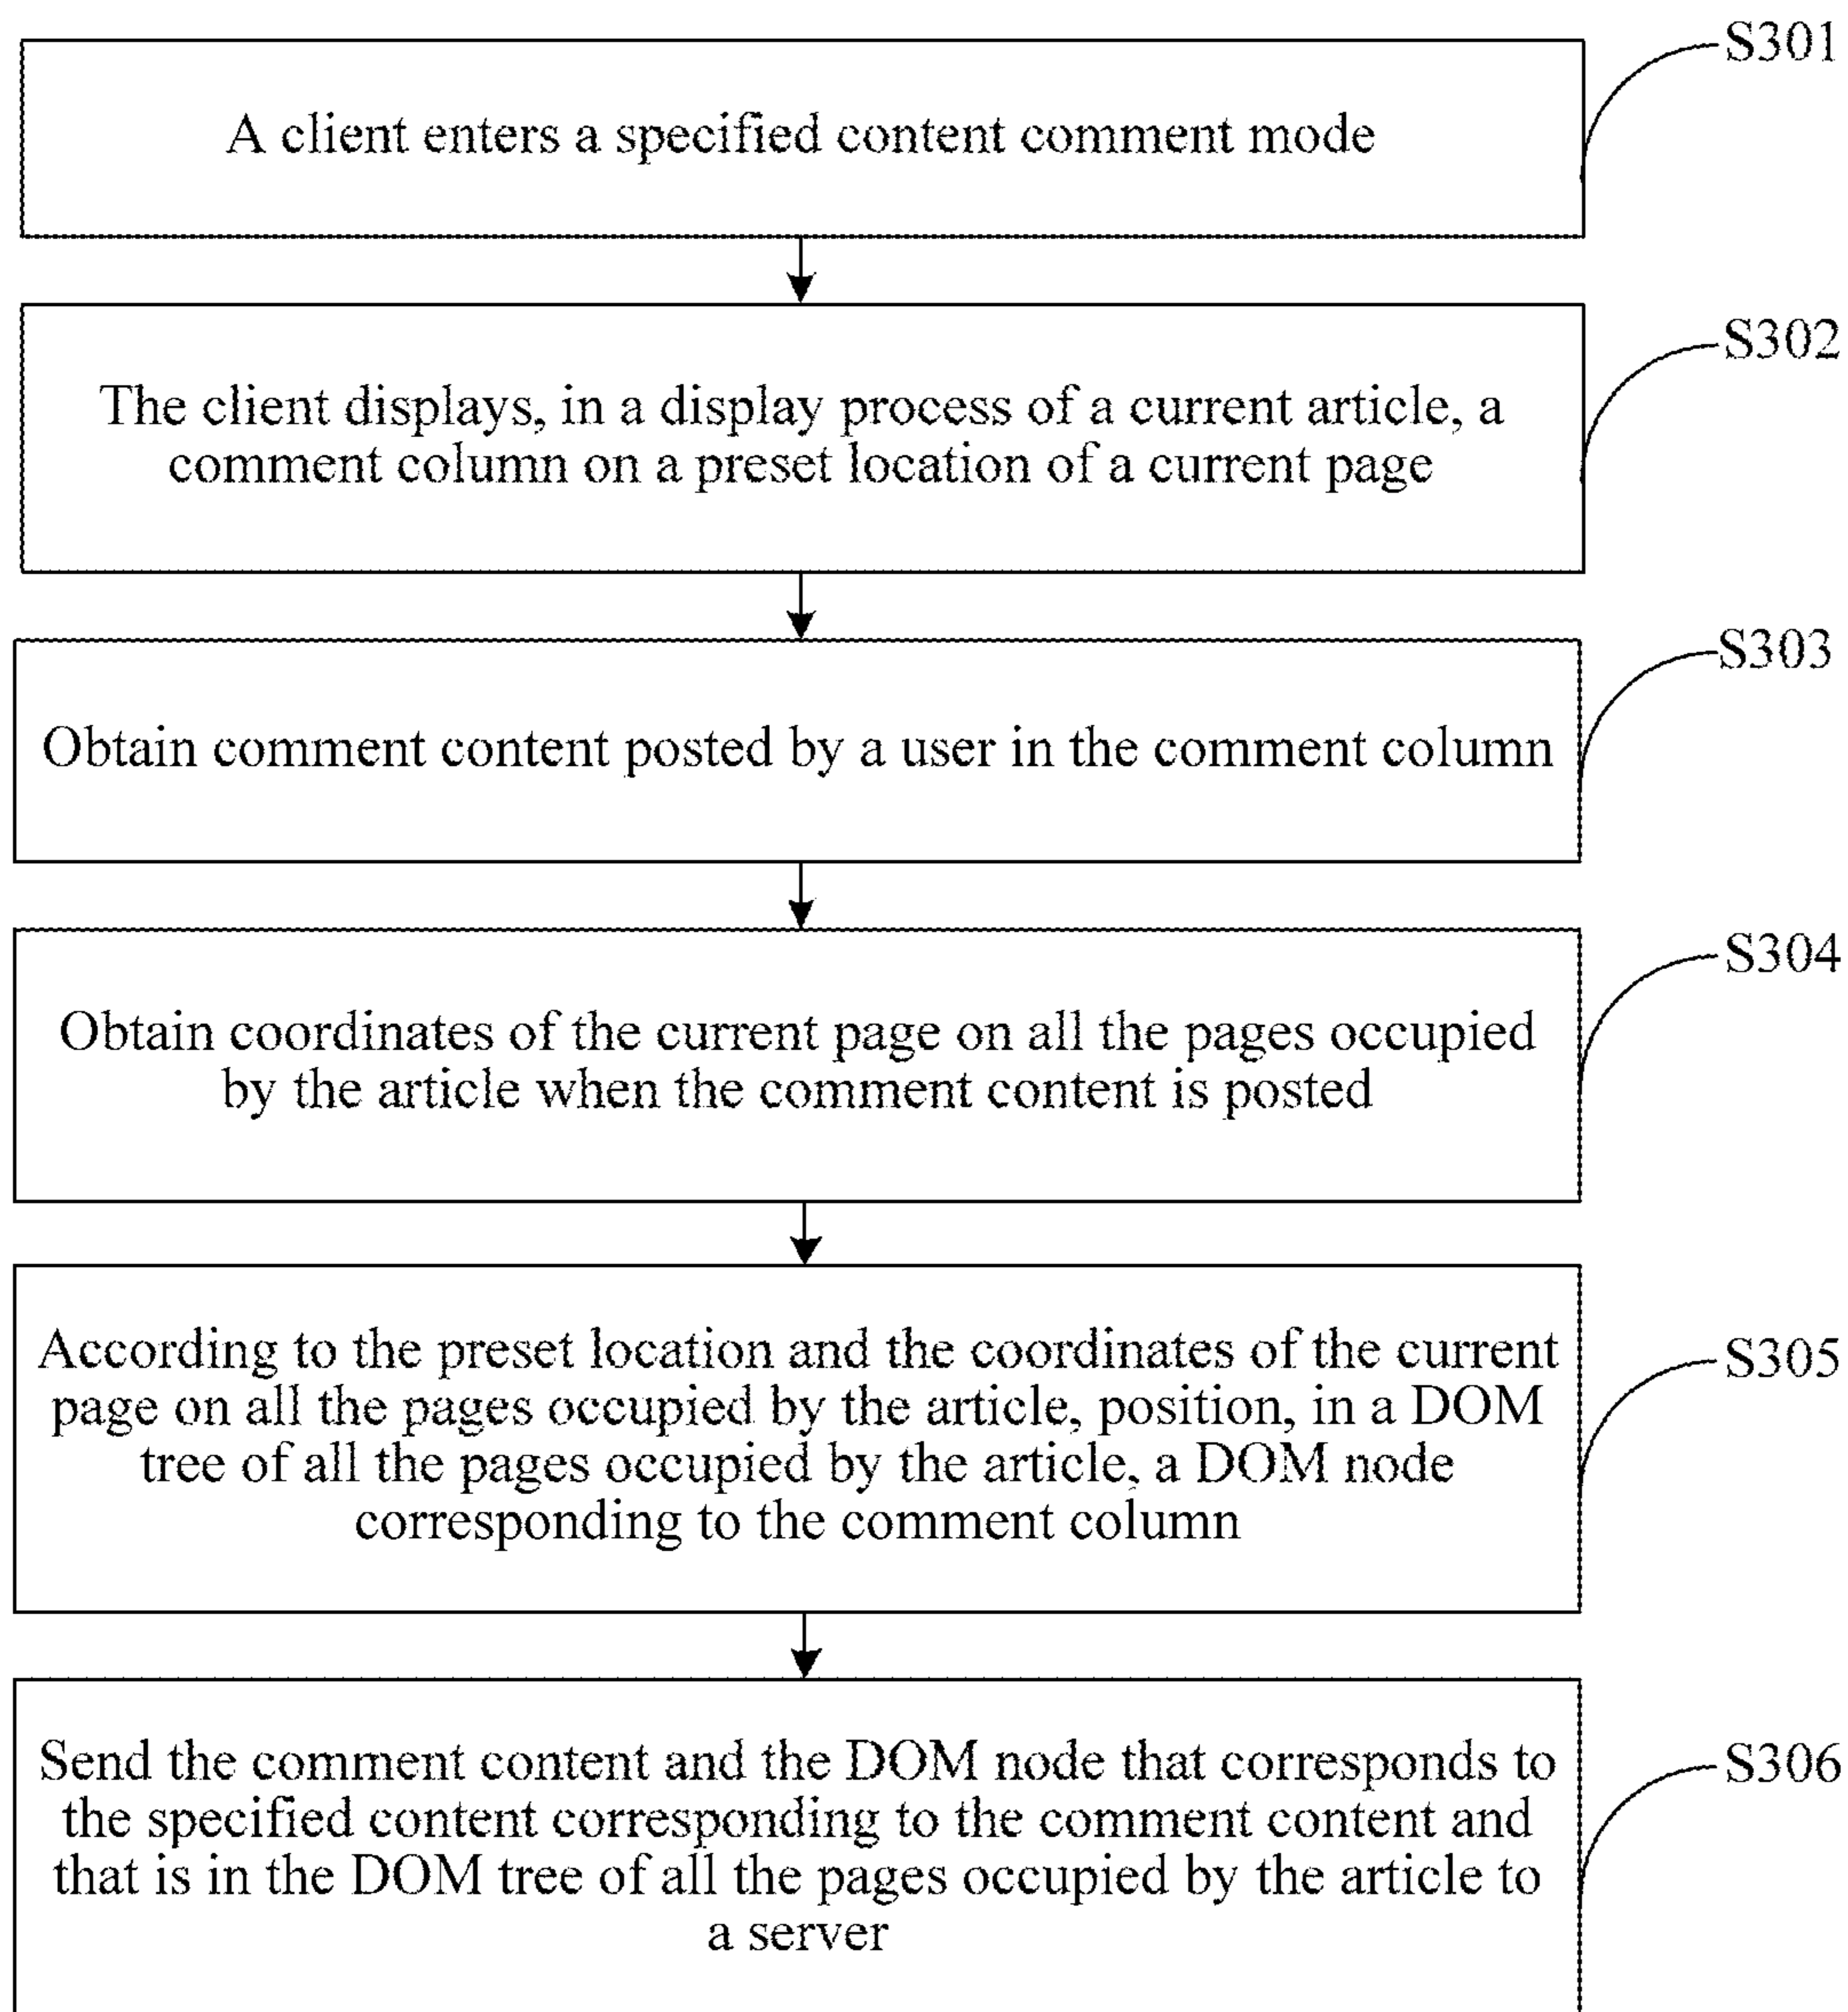 S301
A client enters a specified content comment mode
S302
The client displays, in a display process of a current article, a
comment column on a preset location of a current page
S303
Obtain comment content posted by a user in the comment column
S304
Obtain coordinates of the current page on all the pages occupied
by the article when the comment content is posted
According to the preset location and the coordinates of the current
S305
page on all the pages occupied by the article, position, in a DOM
tree of all the pages occupied by the article, a DOM node
corresponding to the comment column
Send the comment content and the DOM node that corresponds to
S306
the specified content corresponding to the comment content and
that is in the DOM tree of all the pages occupied by the article to
a server